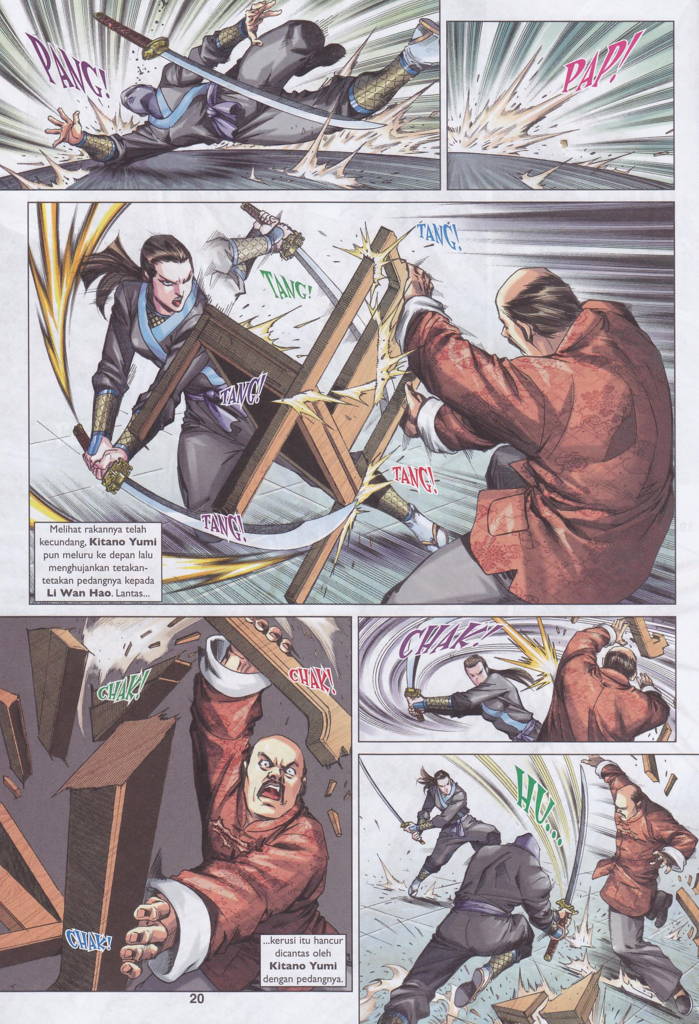 PANG!
PAP!
TANG!
TANG!
TANG!
TANG!
TANG!
Melihat rakannya telah
kecundang, Kitano Yumi
pun meluru ke depan lalu
menghujankan tetakan-
tetakan pedangnya kepada
Li Wan Hao. Lantas...
CHAK!
CHAK!
CHAK!
...kerusi itu hancur
dicantas oleh
Kitano Yumi
dengan pedangnya.
CHAK!
HU...
20